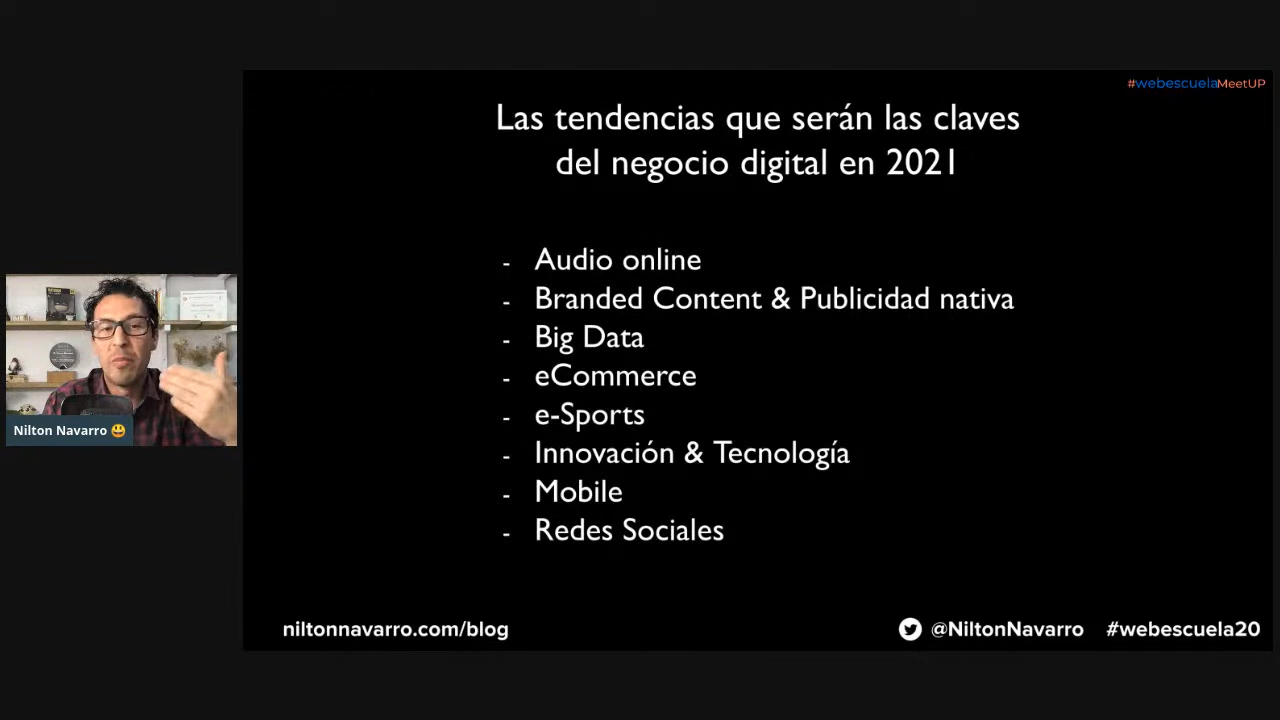 #webescuelaMeetUP
Las tendencias que serán las claves
del negocio digital en 2021
- Audio online
- Branded Content & Publicidad nativa
- Big Data
- eCommerce
- e-Sports
- Innovación & Tecnología
- Mobile
- Redes Sociales
Nilton Navarro 😃
niltonnavarro.com/blog
@NiltonNavarro #webescuela20